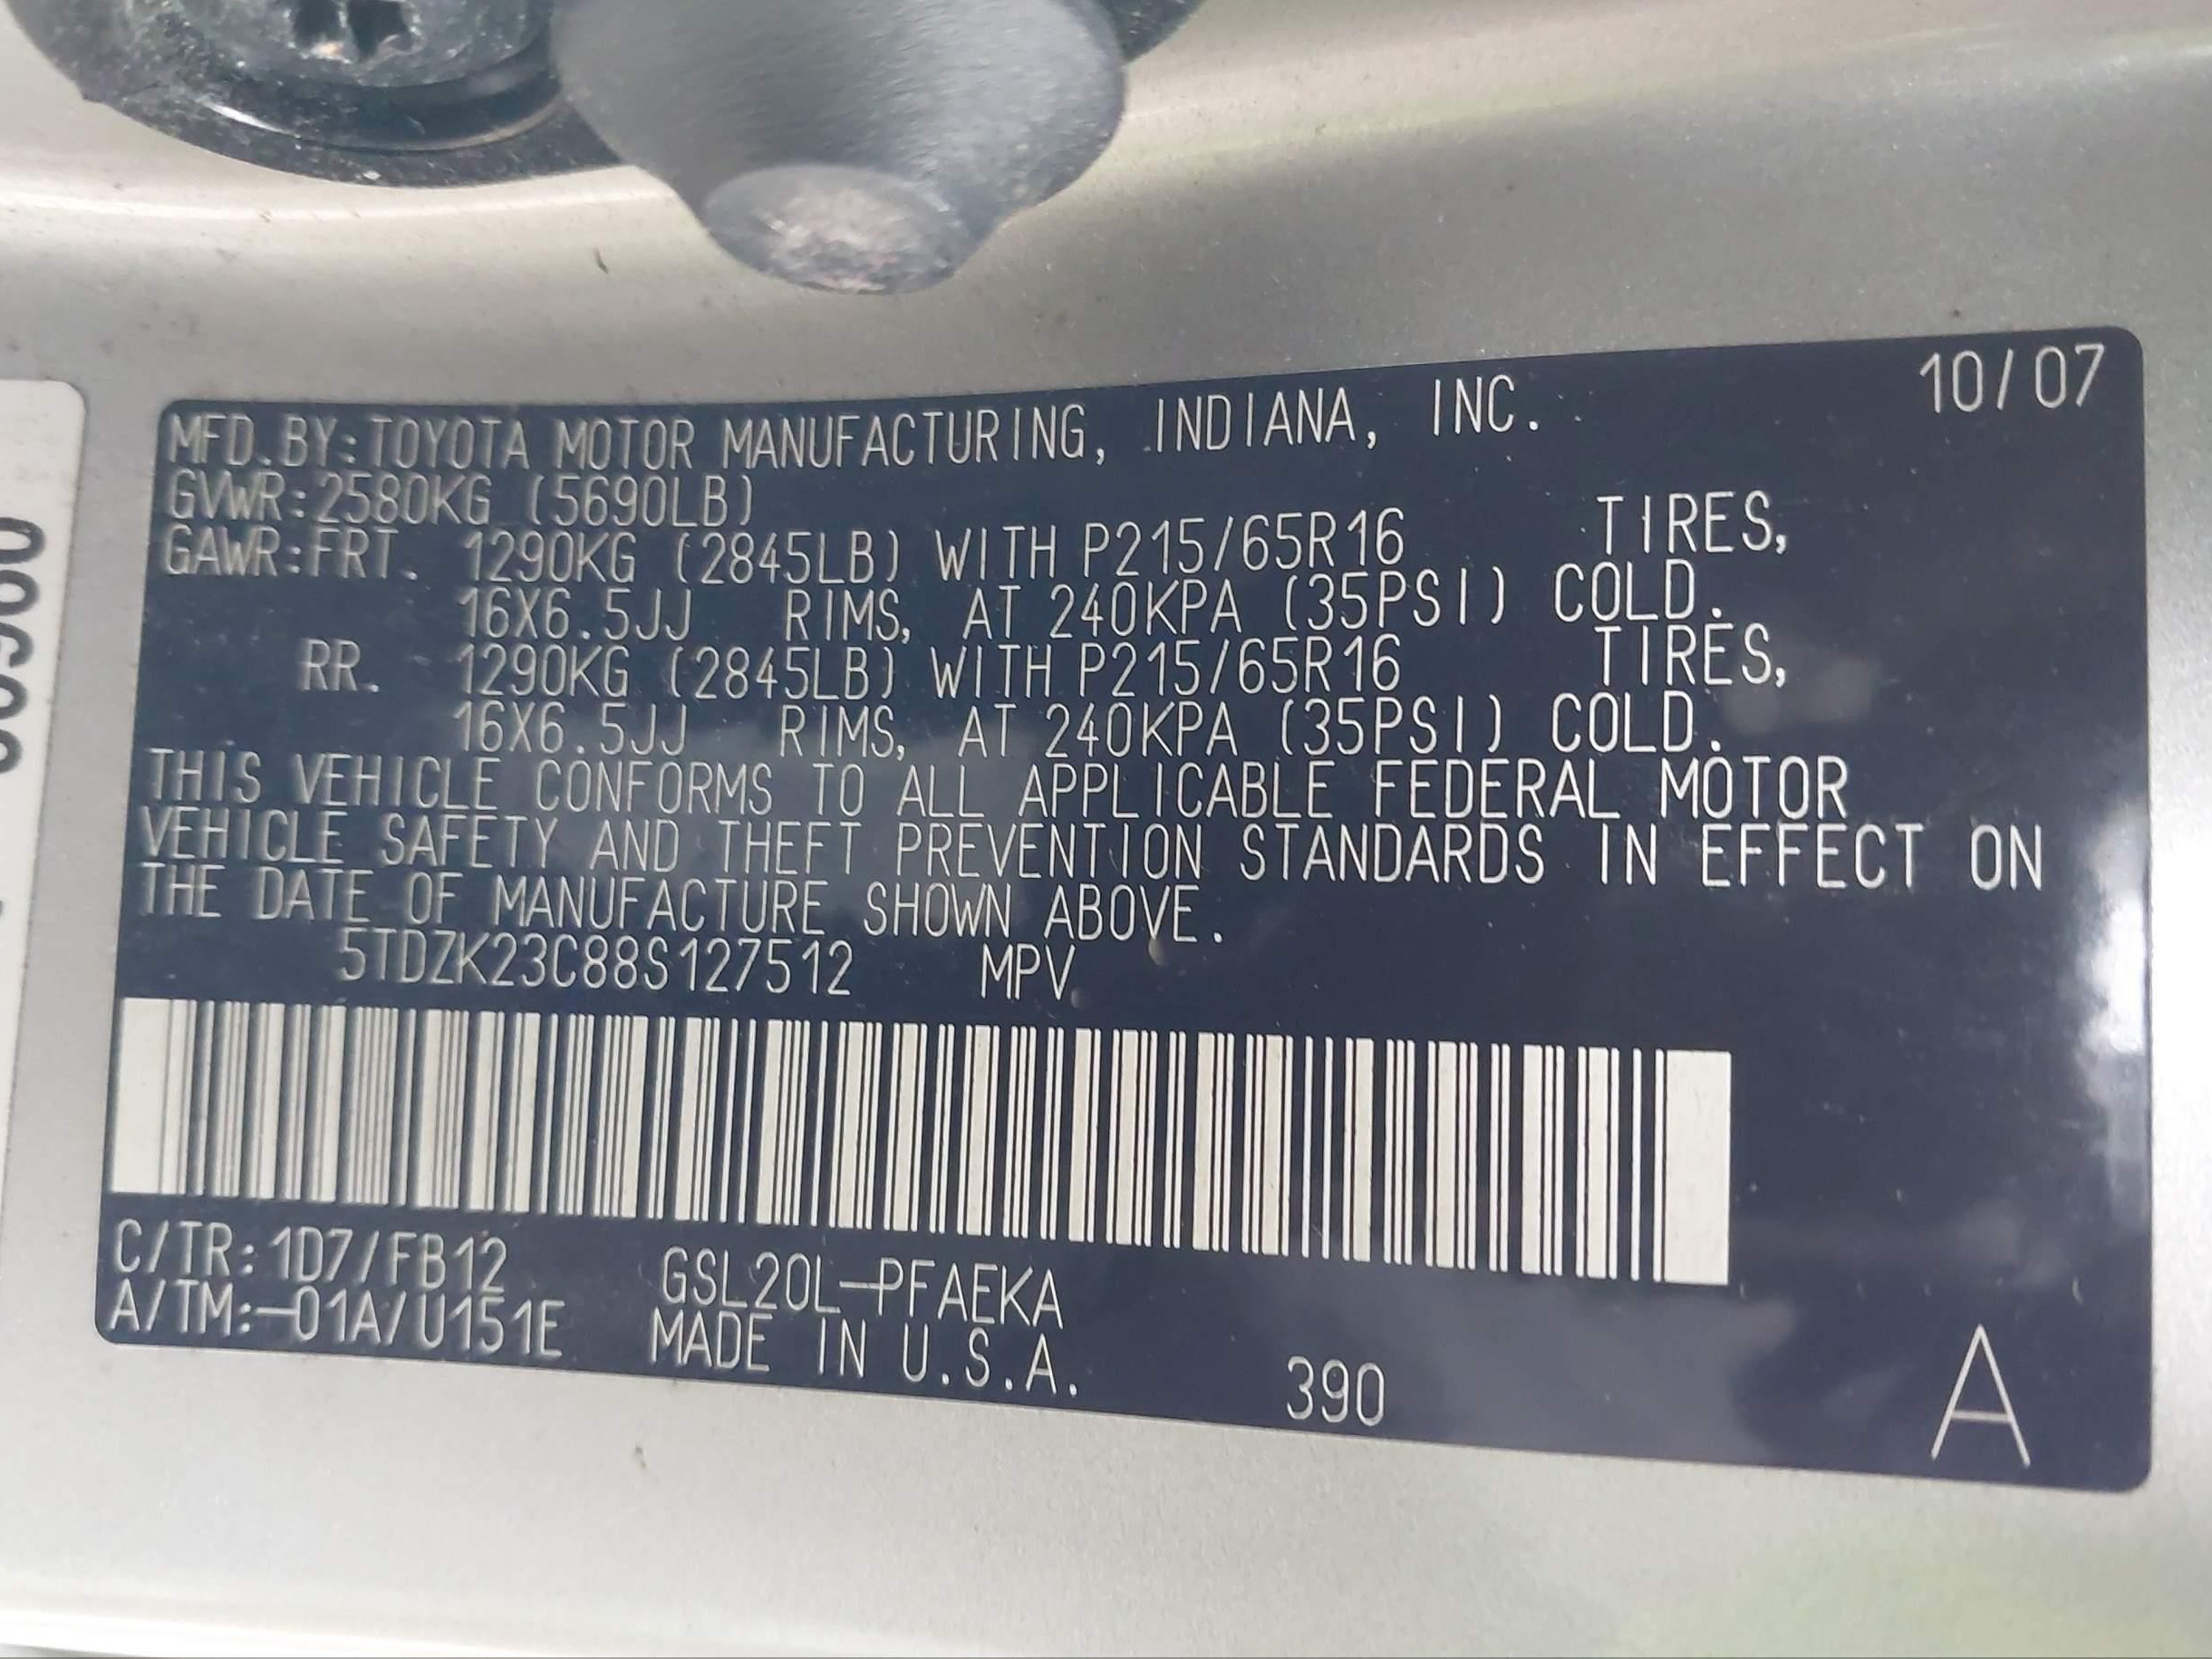 10/07
MFD.BY:TOYOTA MOTOR MANUFACTURING, INDIANA, INC.
GVWR:2580KG (5690LB)
GAWR:FRT. 1290KG (2845LB) WITH P215/65R16 TIRES,
16X6.5JJ RIMS, AT 240KPA (35PSI) COLD.
RR. 1290KG (2845LB) WITH P215/65R16 TIRES,
16X6.5JJ RIMS, AT 240KPA (35PSI) COLD.
THIS VEHICLE CONFORMS TO ALL APPLICABLE FEDERAL MOTOR
VEHICLE SAFETY AND THEFT PREVENTION STANDARDS IN EFFECT ON
THE DATE OF MANUFACTURE SHOWN ABOVE.
5TDZK23C88S127512 MPV
C/TR:1D7/FB12 GSL20L-PFAEKA
A/TM:-01A/U151E MADE IN U.S.A.
390
A